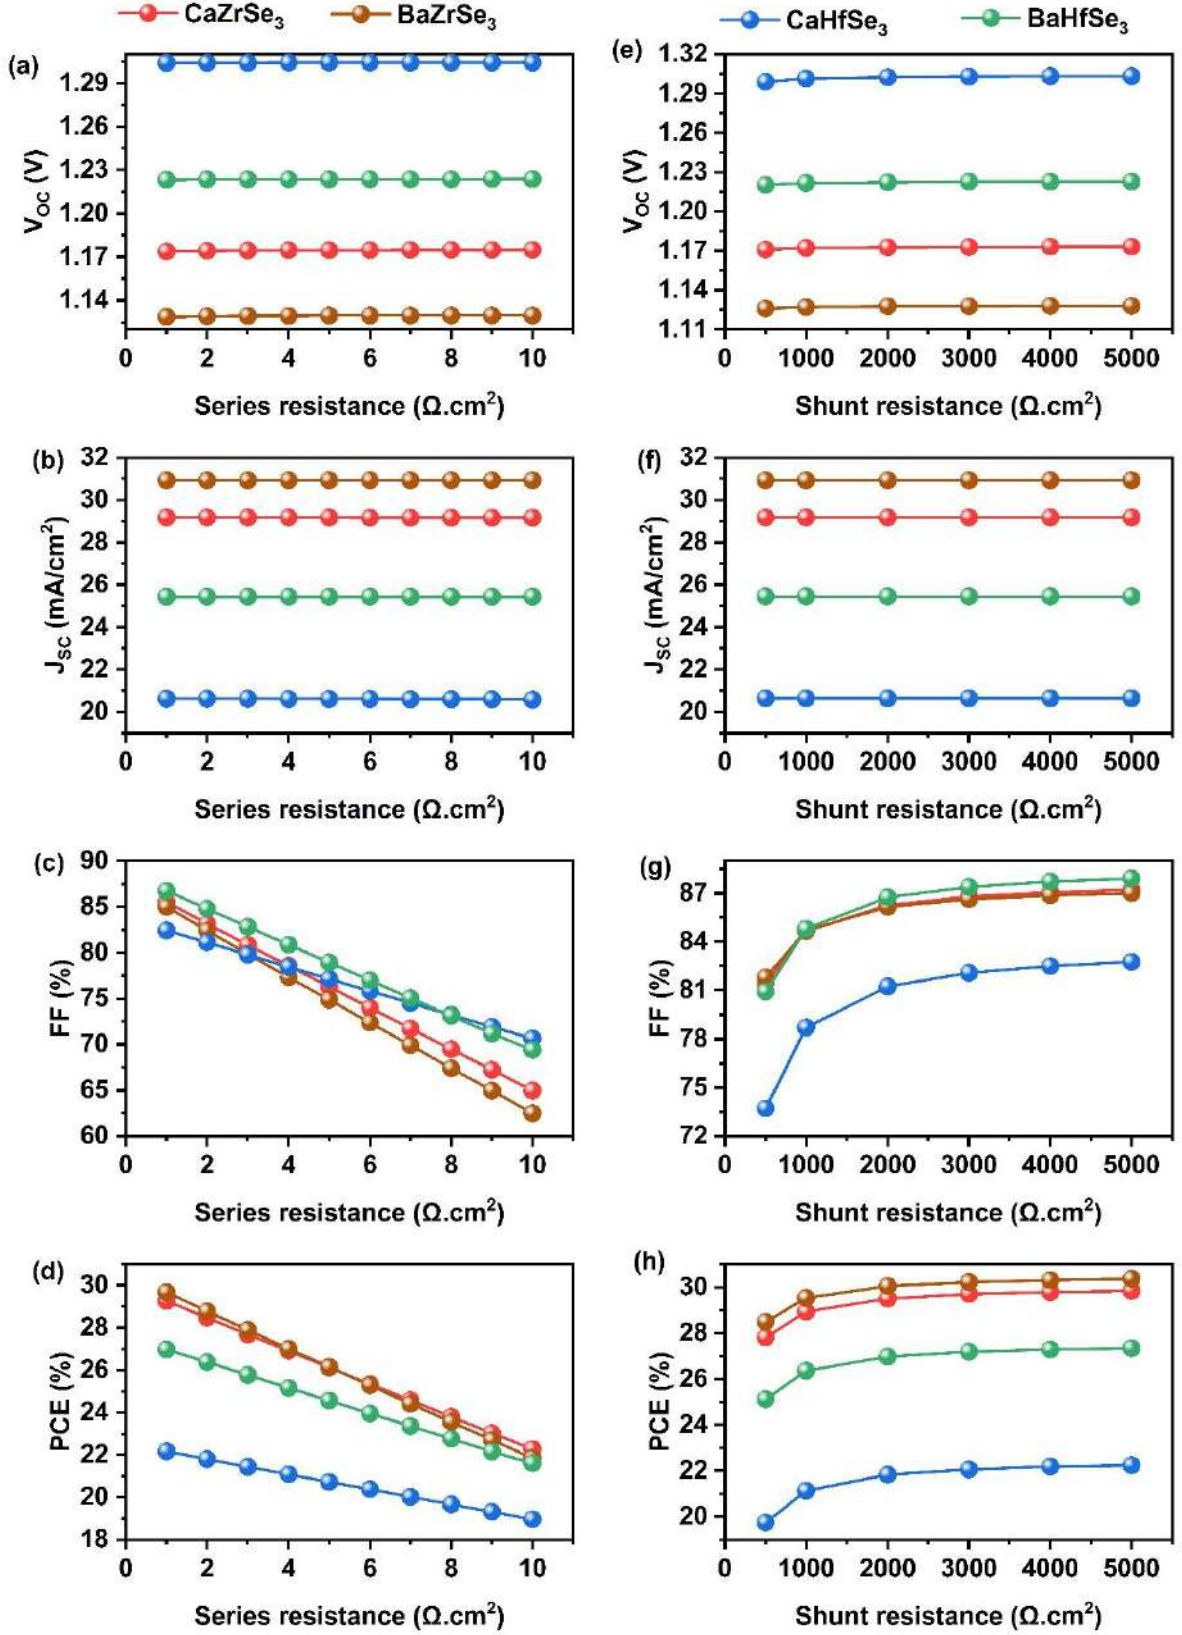 CaZrSe3 BaZrSe3 CaHfSe3 BaHfSe3
(a)
1.29
1.26
1.23
1.20
1.17
1.14
VOC (V)
0 2 4 6 8 10
Series resistance (Ω.cm2)
(e)
1.32
1.29
1.26
1.23
1.20
1.17
1.14
1.11
VOC (V)
0 1000 2000 3000 4000 5000
Shunt resistance (Ω.cm2)
(b)
32
30
28
26
24
22
20
JSC (mA/cm2)
0 2 4 6 8 10
Series resistance (Ω.cm2)
(f)
32
30
28
26
24
22
20
JSC (mA/cm2)
0 1000 2000 3000 4000 5000
Shunt resistance (Ω.cm2)
(c)
90
85
80
75
70
65
60
FF (%)
0 2 4 6 8 10
Series resistance (Ω.cm2)
(g)
87
84
81
78
75
72
FF (%)
0 1000 2000 3000 4000 5000
Shunt resistance (Ω.cm2)
(d)
30
28
26
24
22
20
18
PCE (%)
0 2 4 6 8 10
Series resistance (Ω.cm2)
(h)
30
28
26
24
22
20
PCE (%)
0 1000 2000 3000 4000 5000
Shunt resistance (Ω.cm2)